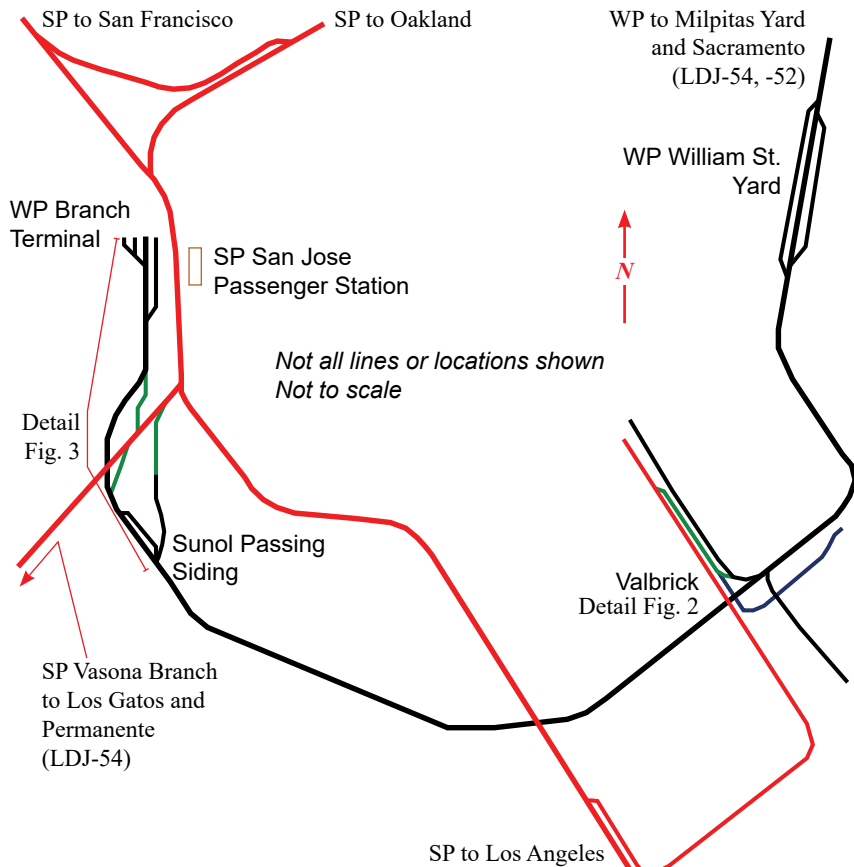 SP to San Francisco
SP to Oakland
WP to Milpitas Yard
and Sacramento
(LDJ-54, -52)
WP William St.
Yard
WP Branch
Terminal
SP San Jose
Passenger Station
N
Not all lines or locations shown
Not to scale
Detail
Fig. 3
Sunol Passing
Siding
Valbrick
Detail Fig. 2
SP Vasona Branch
to Los Gatos and
Permanente
(LDJ-54)
SP to Los Angeles